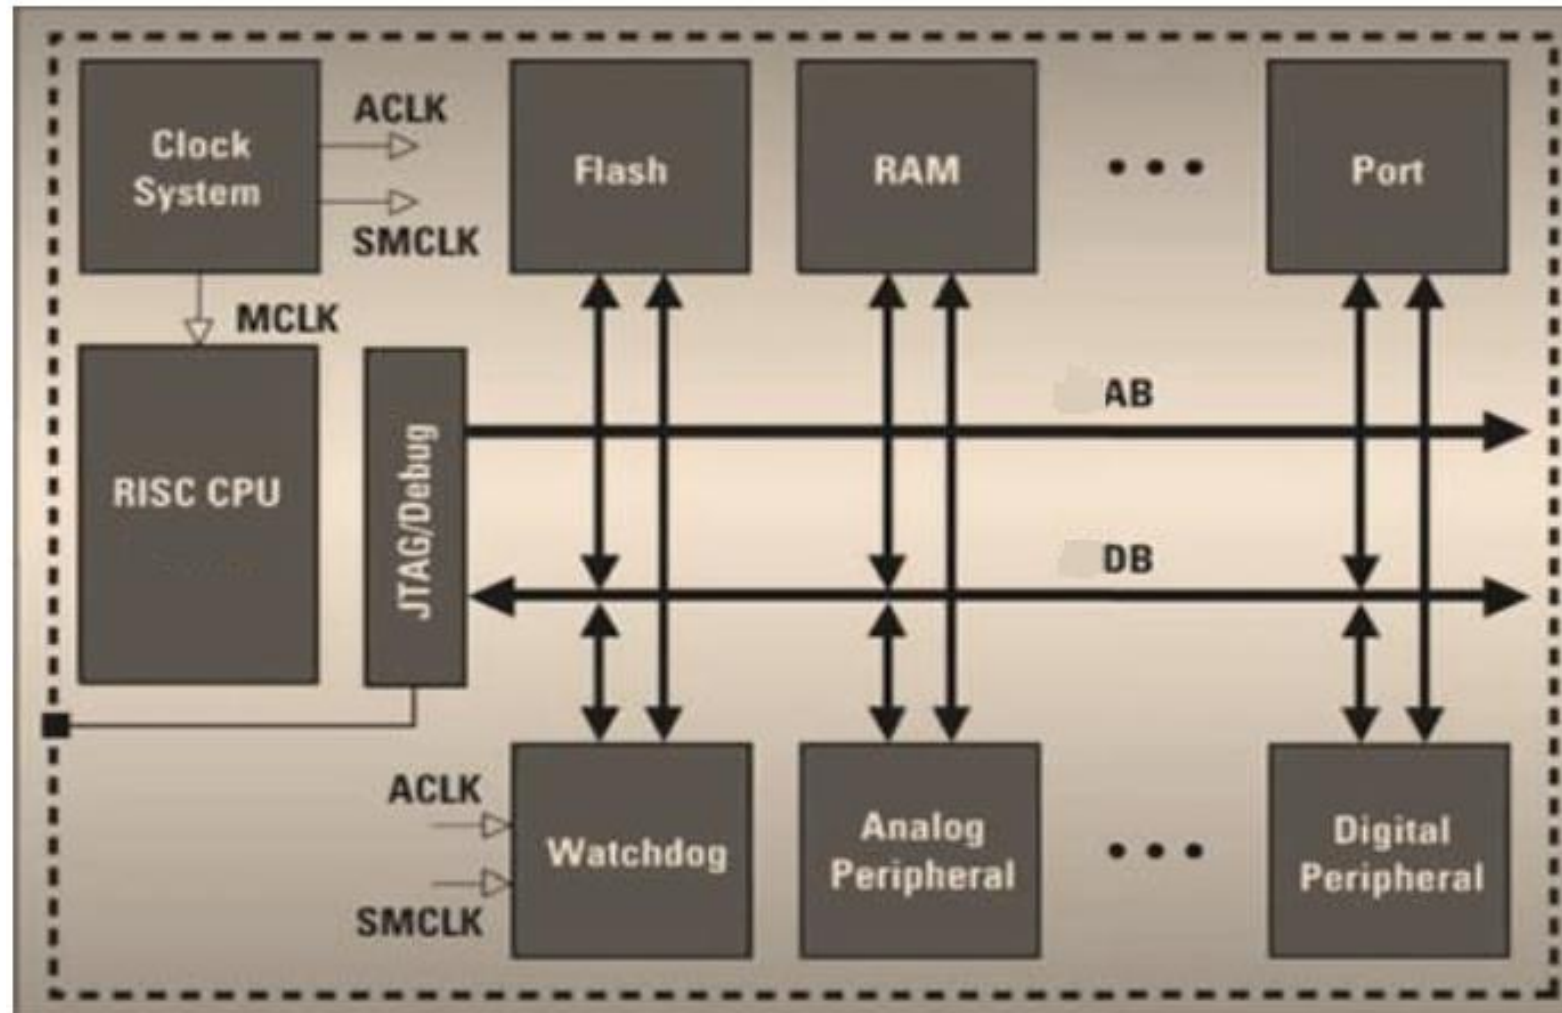 Clock
System
ACLK
SMCLK
Flash
RAM
Port
MCLK
RISC CPU
JTAG/Debug
AB
DB
ACLK
SMCLK
Watchdog
Analog
Peripheral
Digital
Peripheral